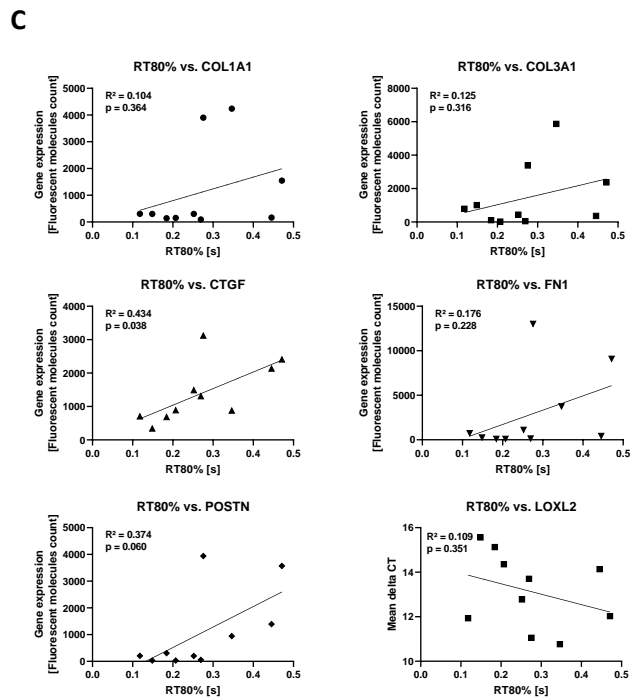 C
RT80% vs. COL1A1
R² = 0.104
p = 0.364
Gene expression
[Fluorescent molecules count]
5000
4000
3000
2000
1000
0
0.0 0.1 0.2 0.3 0.4 0.5
RT80% [s]
RT80% vs. COL3A1
R² = 0.125
p = 0.316
Gene expression
[Fluorescent molecules count]
8000
6000
4000
2000
0
0.0 0.1 0.2 0.3 0.4 0.5
RT80% [s]
RT80% vs. CTGF
R² = 0.434
p = 0.038
Gene expression
[Fluorescent molecules count]
4000
3000
2000
1000
0
0.0 0.1 0.2 0.3 0.4 0.5
RT80% [s]
RT80% vs. FN1
R² = 0.176
p = 0.228
Gene expression
[Fluorescent molecules count]
15000
10000
5000
0
0.0 0.1 0.2 0.3 0.4 0.5
RT80% [s]
RT80% vs. POSTN
R² = 0.374
p = 0.060
Gene expression
[Fluorescent molecules count]
5000
4000
3000
2000
1000
0
0.0 0.1 0.2 0.3 0.4 0.5
RT80% [s]
RT80% vs. LOXL2
R² = 0.109
p = 0.351
Mean delta CT
16
14
12
10
0.0 0.1 0.2 0.3 0.4 0.5
RT80% [s]